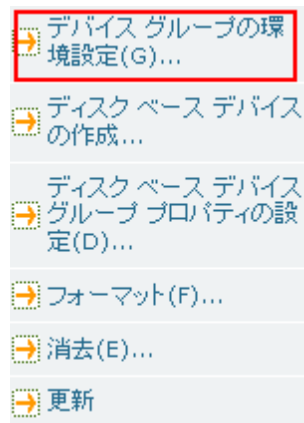 デバイス グループの環
境設定(G)...
ディスク ベース デバイス
の作成...
ディスク ベース デバイス
グループ プロパティの設
定(D)...
フォーマット(F)...
消去(E)...
更新